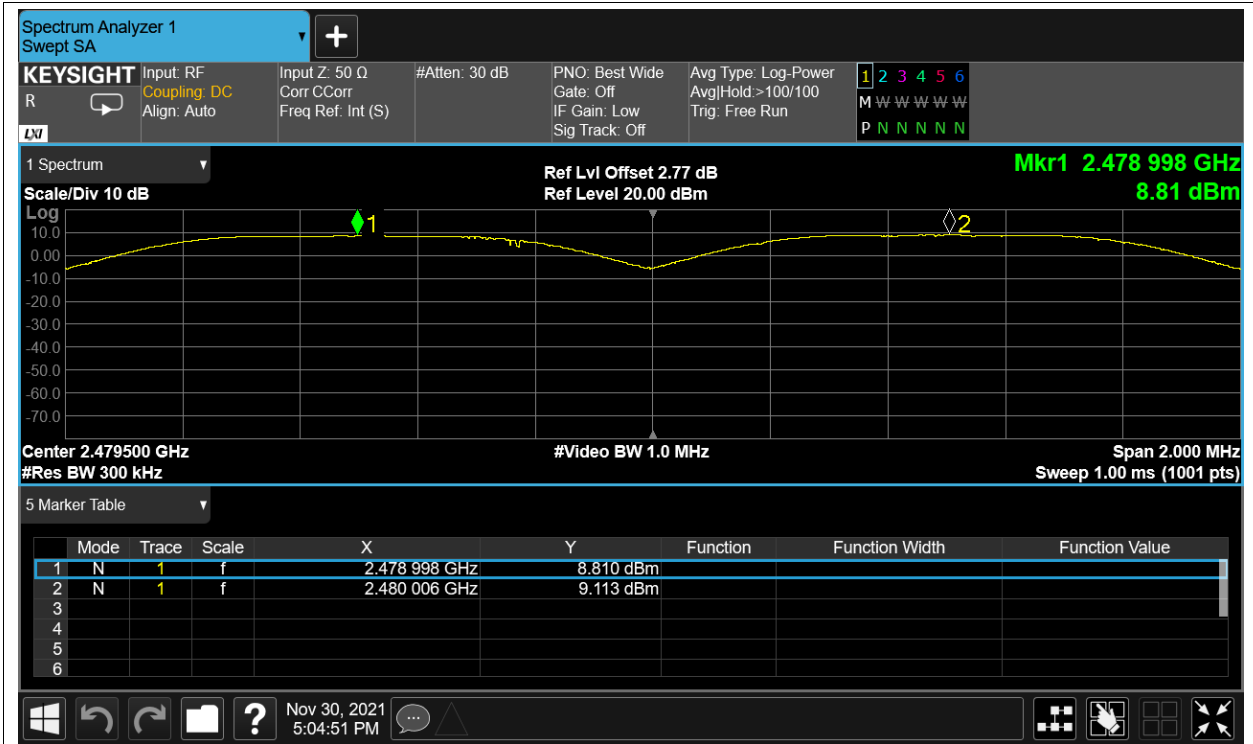 Spectrum Analyzer 1
Swept SA
+
KEYSIGHT
R
LXI
Input: RF
Coupling: DC
Align: Auto
Input Z: 50 Ω
Corr CCorr
Freq Ref: Int (S)
#Atten: 30 dB
PNO: Best Wide
Gate: Off
IF Gain: Low
Sig Track: Off
Avg Type: Log-Power
Avg|Hold:>100/100
Trig: Free Run
1 2 3 4 5 6
M W W W W W
P N N N N N
1 Spectrum
Scale/Div 10 dB
Ref Lvl Offset 2.77 dB
Ref Level 20.00 dBm
Mkr1 2.478 998 GHz
8.81 dBm
Log
10.0
0.00
-10.0
-20.0
-30.0
-40.0
-50.0
-60.0
-70.0
1
2
Center 2.479500 GHz
#Res BW 300 kHz
#Video BW 1.0 MHz
Span 2.000 MHz
Sweep 1.00 ms (1001 pts)
5 Marker Table
Mode Trace Scale X Y Function Function Width Function Value
1 N 1 f 2.478 998 GHz 8.810 dBm
2 N 1 f 2.480 006 GHz 9.113 dBm
3
4
5
6
?
Nov 30, 2021
5:04:51 PM